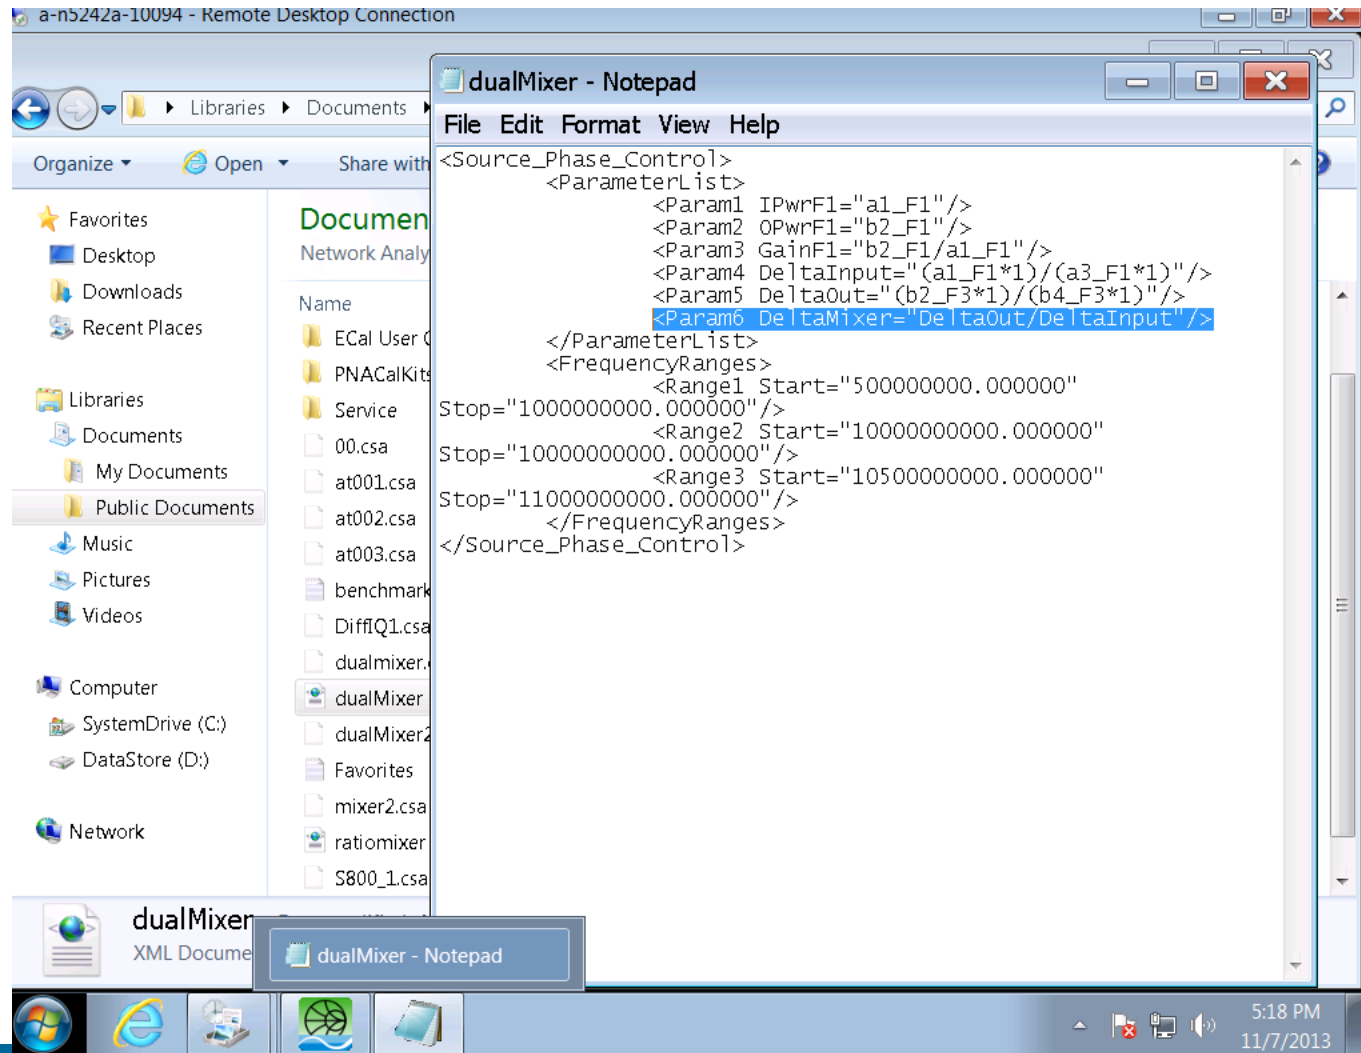 a-n5242a-10094 - Remote Desktop Connection
Libraries
Documents
Organize
Open
Share with
Favorites
Desktop
Downloads
Recent Places
Libraries
Documents
My Documents
Public Documents
Music
Pictures
Videos
Computer
SystemDrive (C:)
DataStore (D:)
Network
Documen
Network Analy
Name
ECal User
PNACalKits
Service
00.csa
at001.csa
at002.csa
at003.csa
benchmark
DiffIQ1.csa
dualmixer.
dualMixer
dualMixer2
Favorites
mixer2.csa
ratiomixer
S800_1.csa
dualMixer - Notepad
File Edit Format View Help
<Source_Phase_Control>
<ParameterList>
<Param1 IPwrF1="a1_F1"/>
<Param2 OPwrF1="b2_F1"/>
<Param3 GainF1="b2_F1/a1_F1"/>
<Param4 DeltaInput="(a1_F1*1)/(a3_F1*1)"/>
<Param5 DeltaOut="(b2_F3*1)/(b4_F3*1)"/>
<Param6 DeltaMixer="DeltaOut/DeltaInput"/>
</ParameterList>
<FrequencyRanges>
<Range1 Start="500000000.000000"
Stop="1000000000.000000"/>
<Range2 Start="10000000000.000000"
Stop="10000000000.000000"/>
<Range3 Start="10500000000.000000"
Stop="11000000000.000000"/>
</FrequencyRanges>
</Source_Phase_Control>
dualMixer
XML Docume
dualMixer - Notepad
5:18 PM
11/7/2013